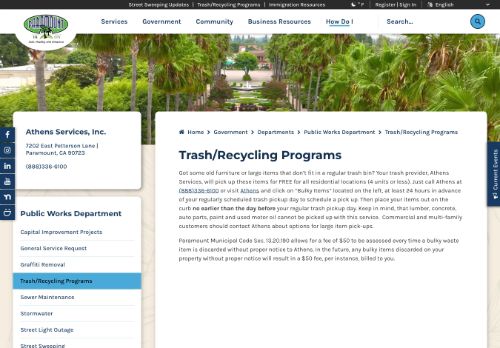 Street Sweeping Updates | Trash/Recycling Programs | Immigration Resources
° F
Register | Sign In
English
PARAMOUNT
Services
Government
Community
Business Resources
How Do I
Search...
Athens Services, Inc.
7202 East Petterson Lane |
Paramount, CA 90723
(888)336-6100
Public Works Department
Capital Improvement Projects
General Service Request
Graffiti Removal
Trash/Recycling Programs
Sewer Maintenance
Stormwater
Street Light Outage
Street Sweeping
Home > Government > Departments > Public Works Department > Trash/Recycling Programs
Trash/Recycling Programs
Got some old furniture or large items that don't fit in a regular trash bin? Your trash provider, Athens
Services, will pick up these items for FREE for all residential locations (4 units or less). Just call Athens at
(888)336-6100 or visit Athens and click on "Bulky Items" located on the left, at least 24 hours in advance
of your regularly scheduled trash pickup day to schedule a pick up. Then place your items out on the
curb no earlier than the day before your regular trash pickup day. Keep in mind, that lumber, concrete,
auto parts, paint and used motor oil cannot be picked up with this service. Commercial and multi-family
customers should contact Athens about options for large item pick-ups.
Paramount Municipal Code Sec. 13.20.190 allows for a fee of $50 to be assessed every time a bulky waste
item is discarded without proper notice to Athens. In the future, any bulky items discarded on your
property without proper notice will result in a $50 fee, per instance, billed to you.
Current Events